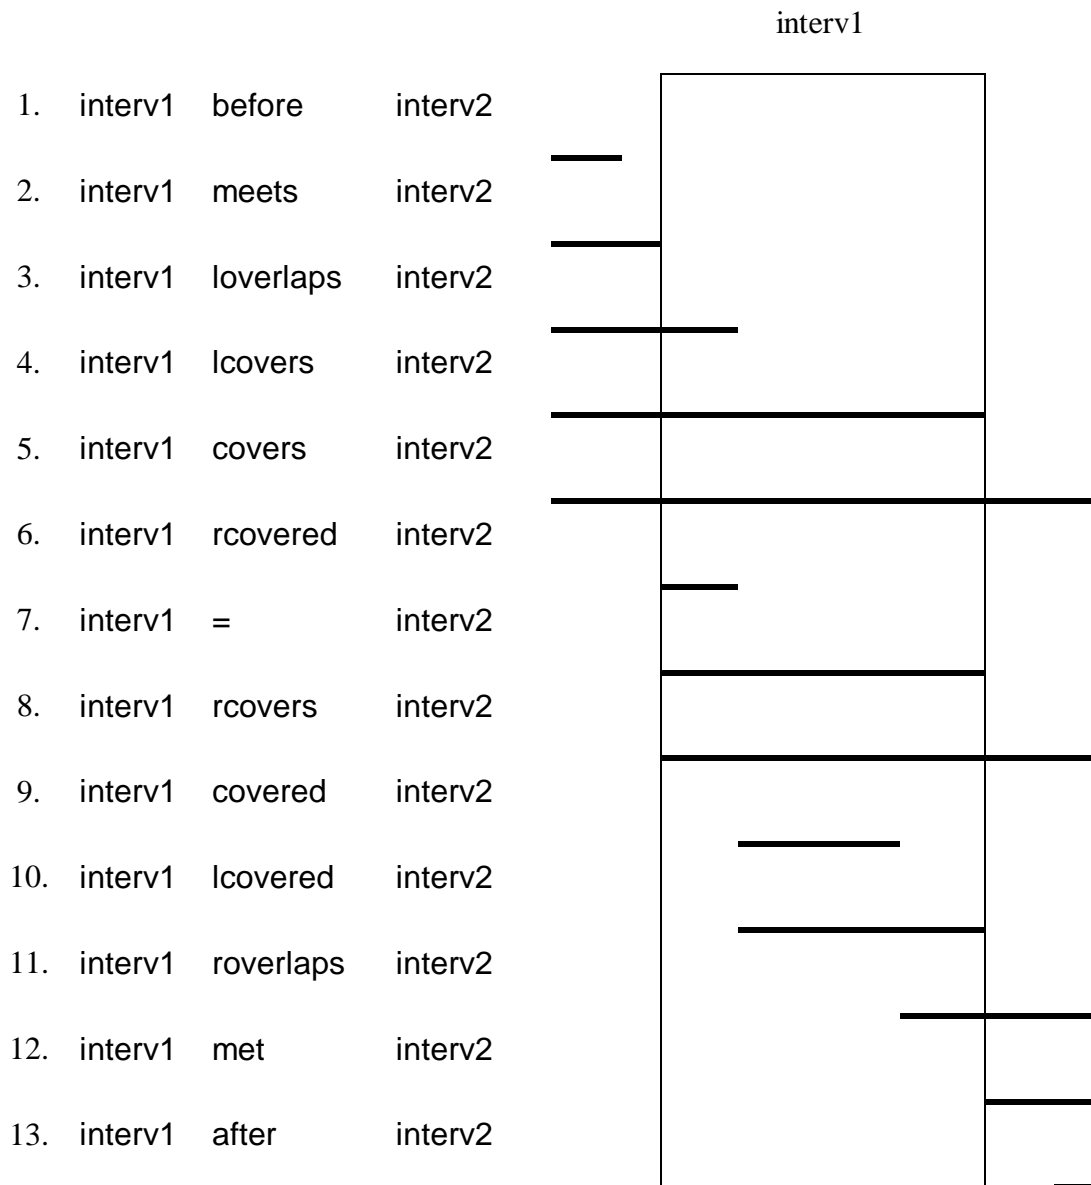 interv1
1. interv1 before interv2
2. interv1 meets interv2
3. interv1 loverlaps interv2
4. interv1 lcovers interv2
5. interv1 covers interv2
6. interv1 rcovered interv2
7. interv1 = interv2
8. interv1 rcovers interv2
9. interv1 covered interv2
10. interv1 lcovered interv2
11. interv1 roverlaps interv2
12. interv1 met interv2
13. interv1 after interv2